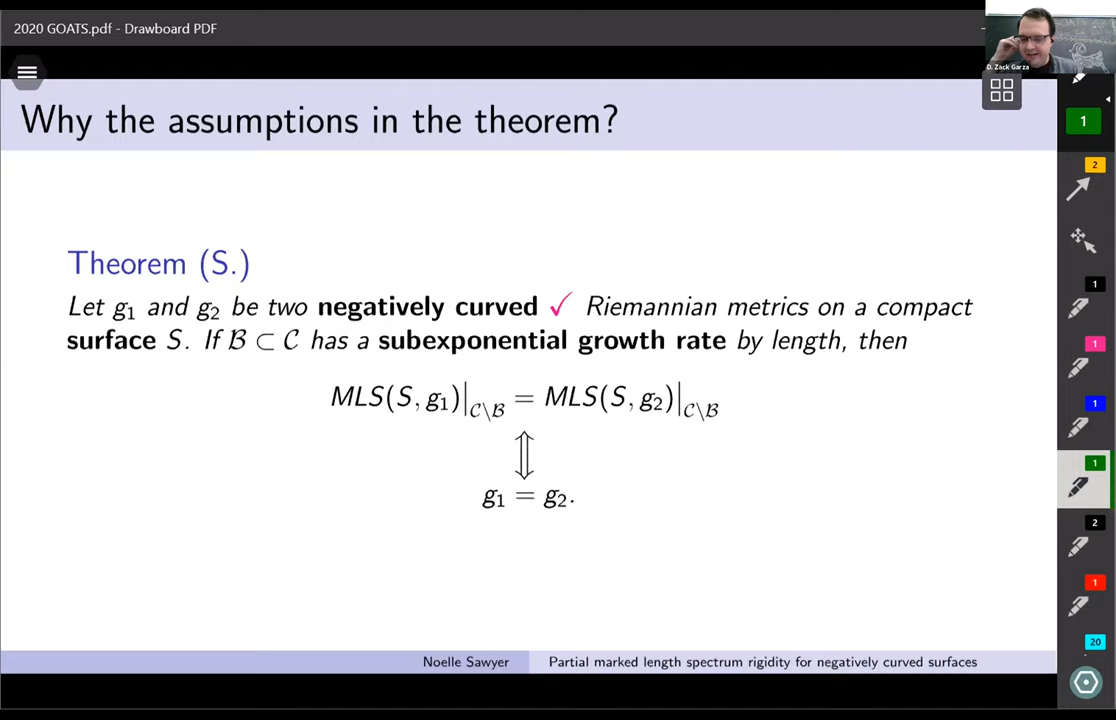 2020 GOATS.pdf - Drawboard PDF
D. Zack Garza
Why the assumptions in the theorem?
1
2
Theorem (S.)
Let g₁ and g₂ be two negatively curved ✓ Riemannian metrics on a compact
surface S. If ℬ ⊂ 𝒞 has a subexponential growth rate by length, then
MLS(S, g₁)|𝒞\ℬ = MLS(S, g₂)|𝒞\ℬ
⇕
g₁ = g₂.
1
1
1
1
2
1
20
Noelle Sawyer Partial marked length spectrum rigidity for negatively curved surfaces